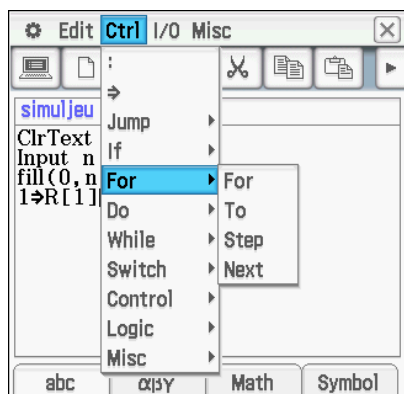 Edit Ctrl I/O Misc
:
⇒
simuljeu
Jump
ClrText
If
Input n
For
For
fill(0,n
1⇒R[1]
Do
To
While
Step
Switch
Next
Control
Logic
Misc
abc αβγ Math Symbol